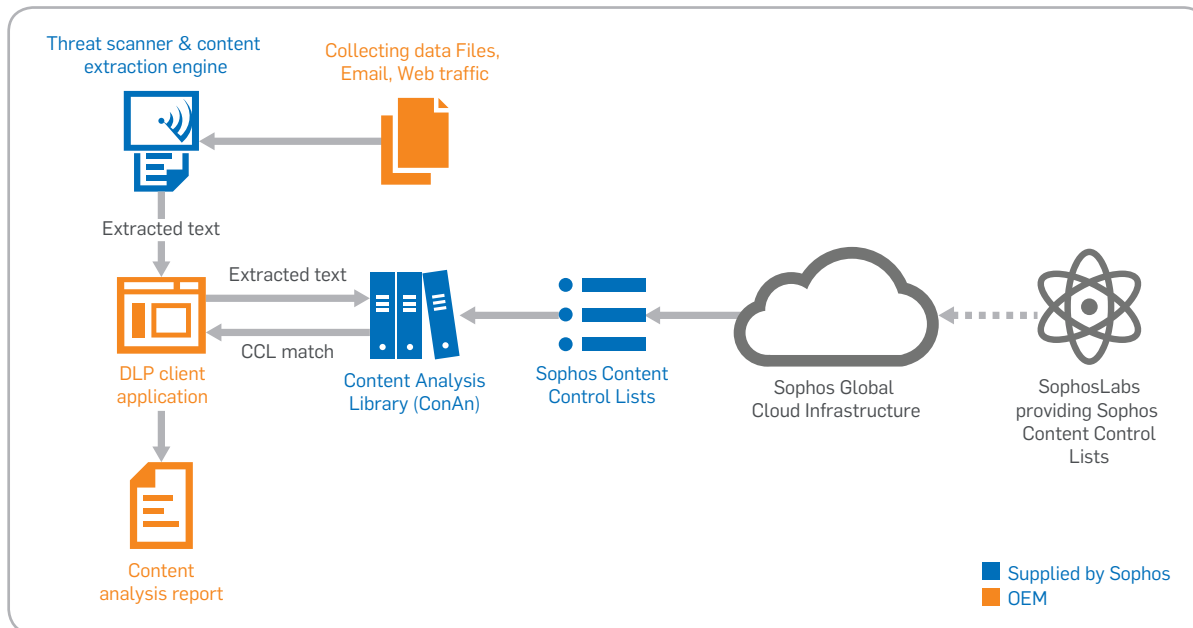 Threat scanner & content
extraction engine
Collecting data Files,
Email, Web traffic
Extracted text
Extracted text
CCL match
DLP client
application
Content Analysis
Library (ConAn)
Sophos Content
Control Lists
Sophos Global
Cloud Infrastructure
SophosLabs
providing Sophos
Content Control
Lists
Content
analysis report
Supplied by Sophos
OEM